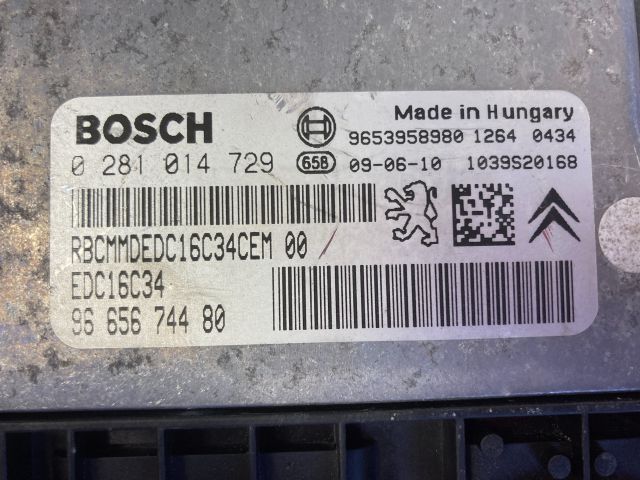 BOSCH
Made in Hungary
9653958980 1264 0434
0 281 014 729 658 09-06-10 1039S20168
RBCMMDEDC16C34CEM 00
EDC16C34
96 656 744 80